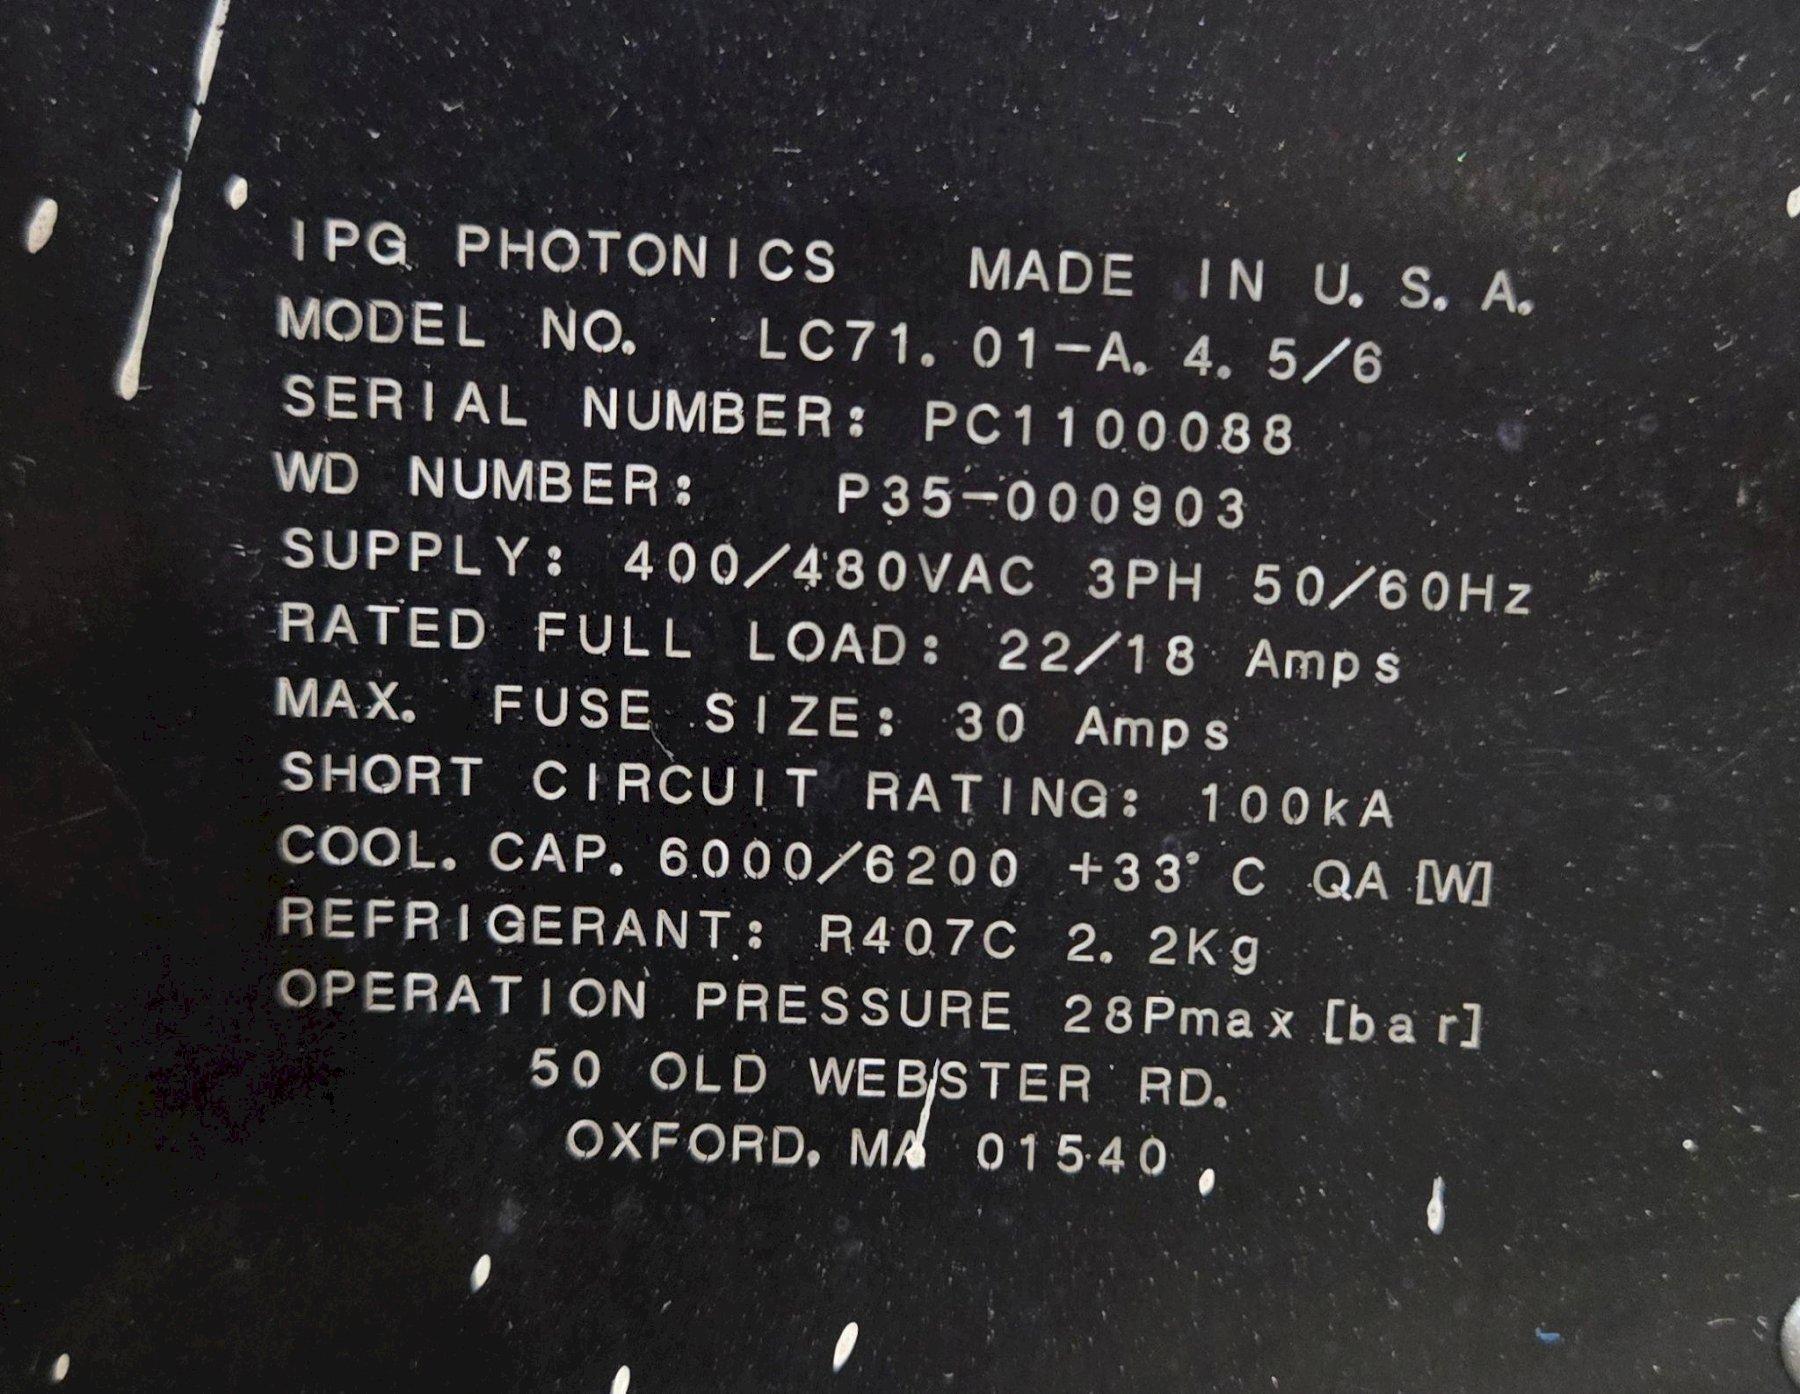 IPG PHOTONICS MADE IN U.S.A.
MODEL NO. LC71.01-A.4.5/6
SERIAL NUMBER: PC1100088
WD NUMBER: P35-000903
SUPPLY: 400/480VAC 3PH 50/60Hz
RATED FULL LOAD: 22/18 Amps
MAX. FUSE SIZE: 30 Amps
SHORT CIRCUIT RATING: 100kA
COOL. CAP. 6000/6200 +33°C QA [W]
REFRIGERANT: R407C 2.2Kg
OPERATION PRESSURE 28Pmax [bar]
50 OLD WEBSTER RD.
OXFORD, MA 01540